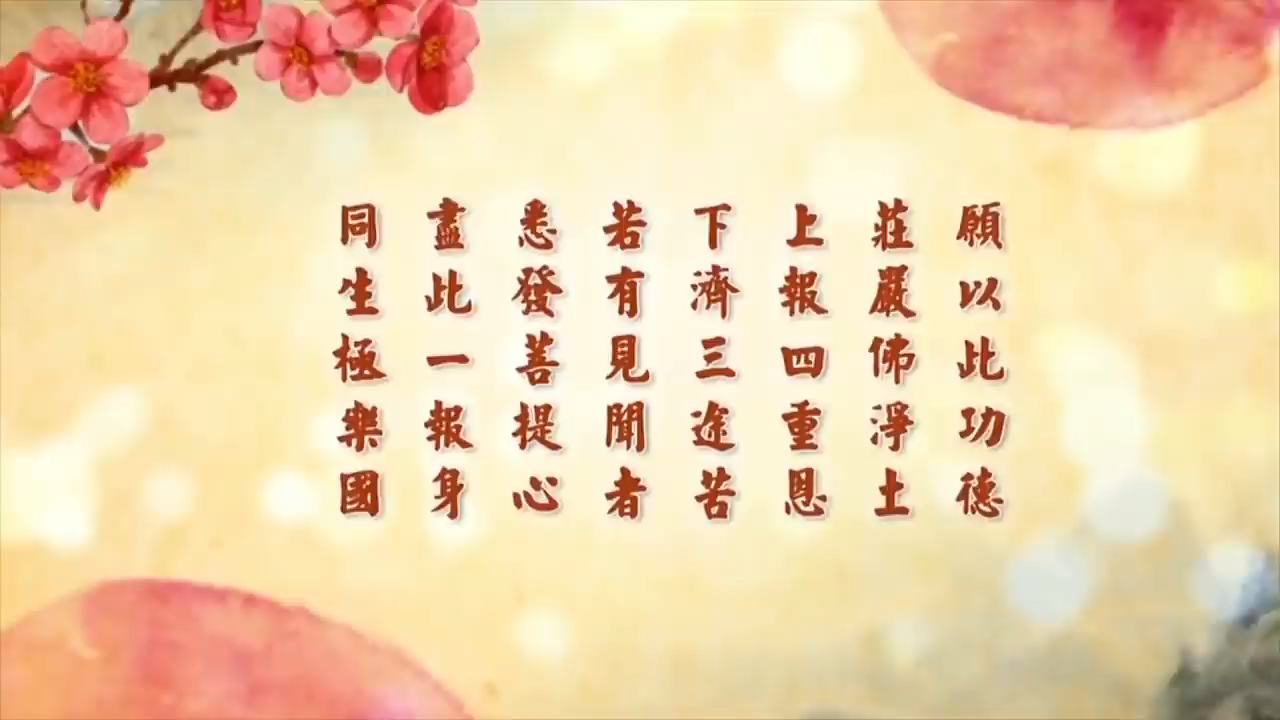 願以此功德
莊嚴佛淨土
上報四重恩
下濟三途苦
若有見聞者
悉發菩提心
盡此一報身
同生極樂國